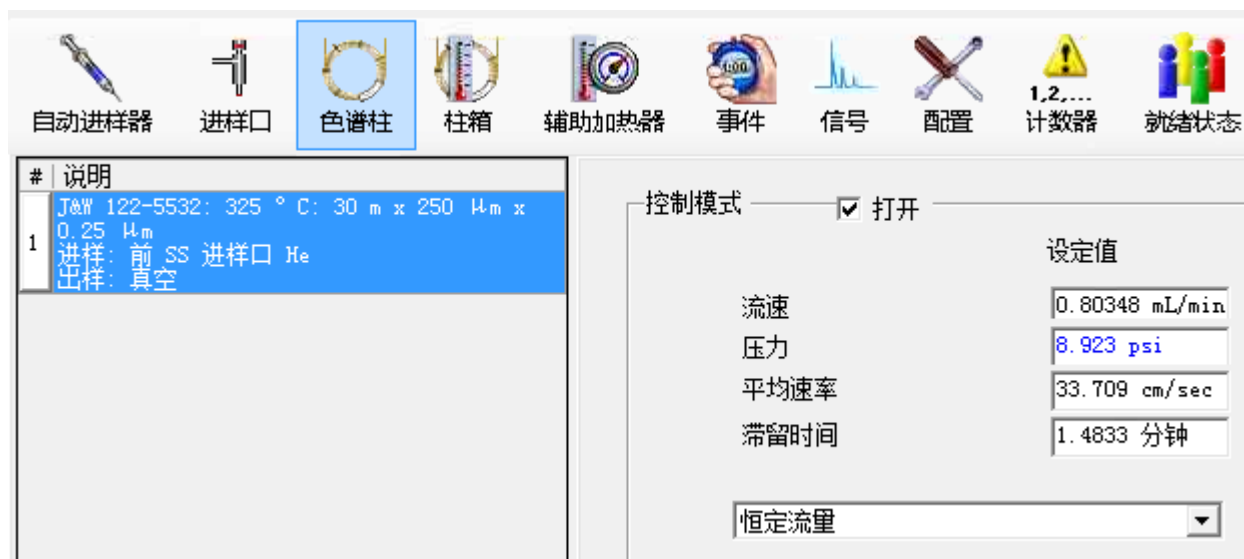 1:00
1,2,...
自动进样器 进样口 色谱柱 柱箱 辅助加热器 事件 信号 配置 计数器 就绪状态
# 说明
1
J&W 122-5532: 325 °C: 30 m x 250 µm x
0.25 µm
进样: 前 SS 进样口 He
出样: 真空
控制模式 打开
设定值
流速 0.80348 mL/min
压力 8.923 psi
平均速率 33.709 cm/sec
滞留时间 1.4833 分钟
恒定流量